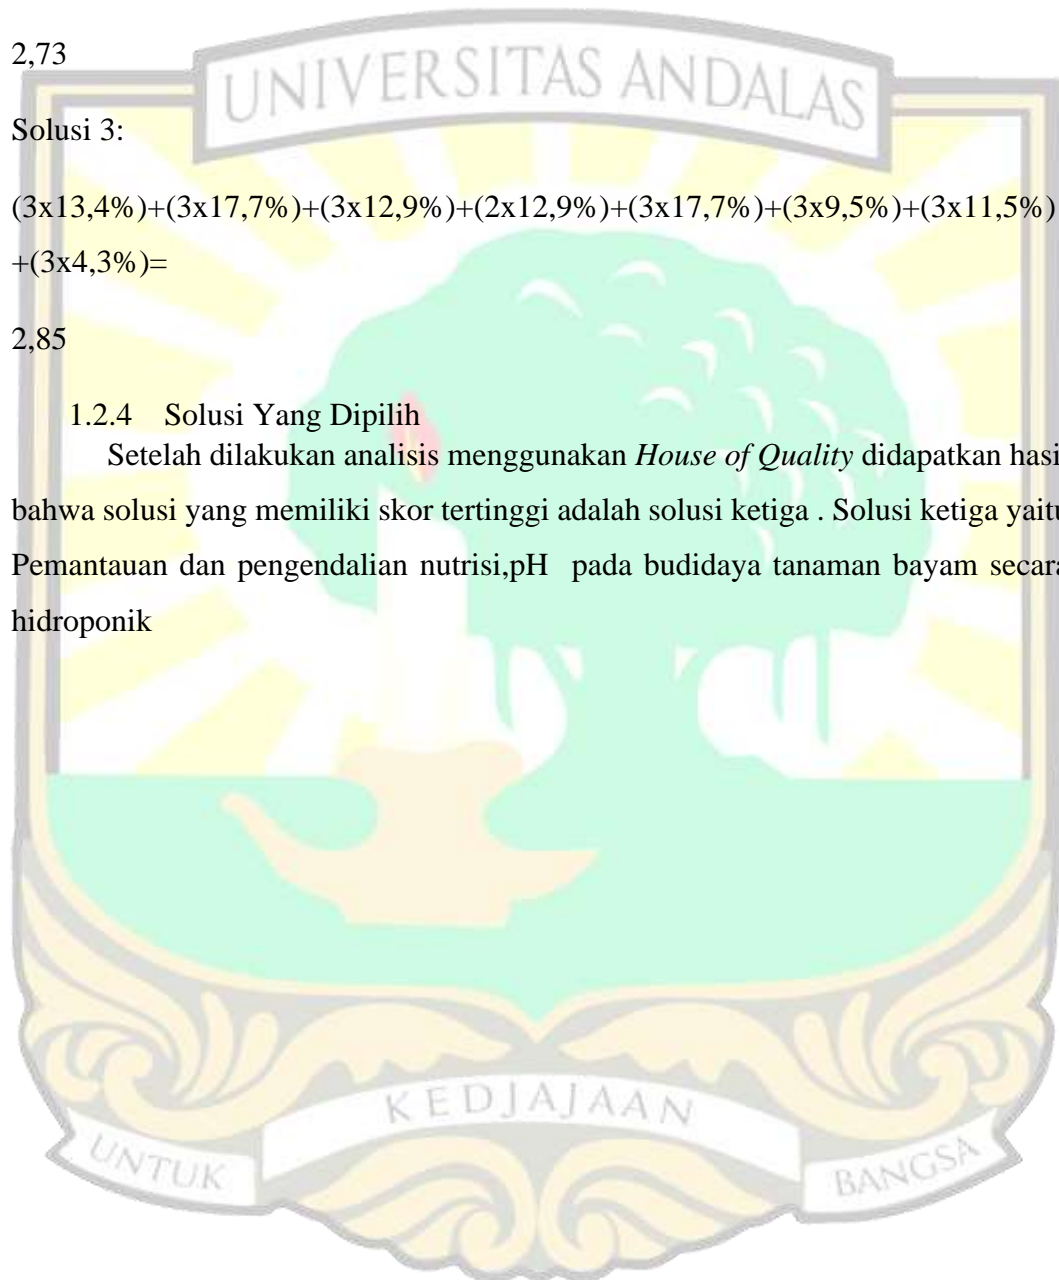 UNIVERSITAS ANDALAS
2,73
Solusi 3:
(3x13,4%)+(3x17,7%)+(3x12,9%)+(2x12,9%)+(3x17,7%)+(3x9,5%)+(3x11,5%)
+(3x4,3%)=
2,85
1.2.4 Solusi Yang Dipilih
Setelah dilakukan analisis menggunakan House of Quality didapatkan hasi
bahwa solusi yang memiliki skor tertinggi adalah solusi ketiga . Solusi ketiga yaitu
Pemantauan dan pengendalian nutrisi,pH pada budidaya tanaman bayam secara
hidroponik
KEDJAJAAN
UNTUK
BANGSA